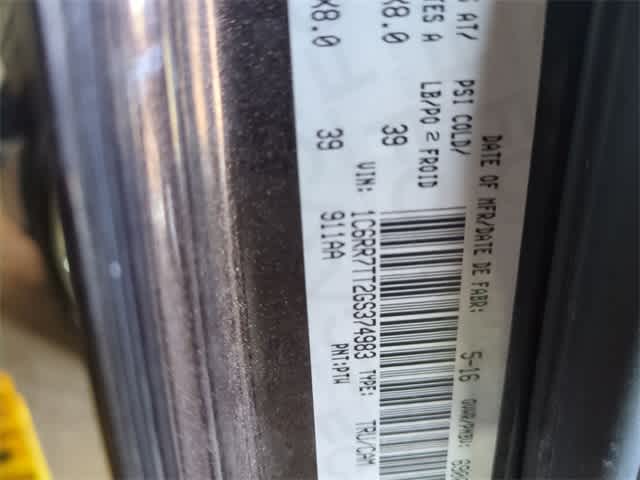 DATE OF MFR/DATE DE FABR: 5-16
PSI COLD/
LB/PO ² FROID
X8.0 39
X8.0 39
VIN: 1C6RR7TT2GS374983 TYPE: TRU/CAM
911AA PNT:PTH